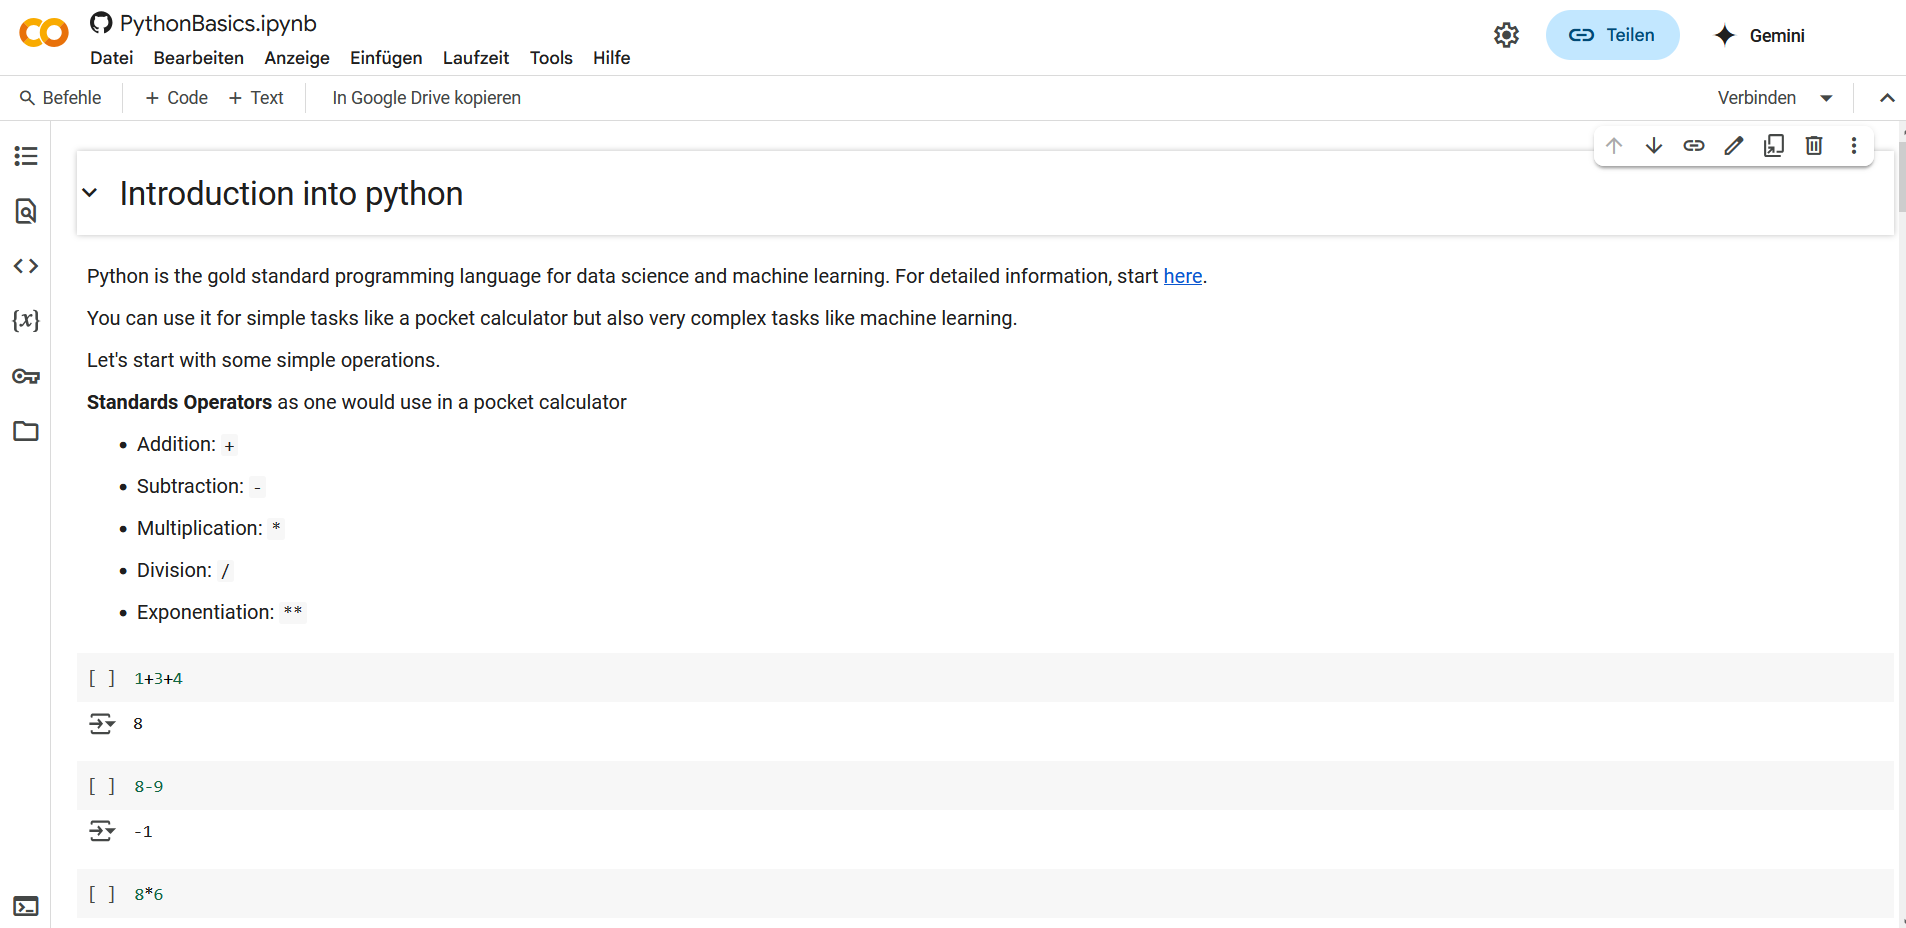 PythonBasics.ipynb
Datei Bearbeiten Anzeige Einfügen Laufzeit Tools Hilfe
Teilen
Gemini
Befehle + Code + Text In Google Drive kopieren Verbinden
Introduction into python
Python is the gold standard programming language for data science and machine learning. For detailed information, start here.
You can use it for simple tasks like a pocket calculator but also very complex tasks like machine learning.
Let's start with some simple operations.
Standards Operators as one would use in a pocket calculator
• Addition: +
• Subtraction: -
• Multiplication: *
• Division: /
• Exponentiation: **
[ ] 1+3+4
8
[ ] 8-9
-1
[ ] 8*6